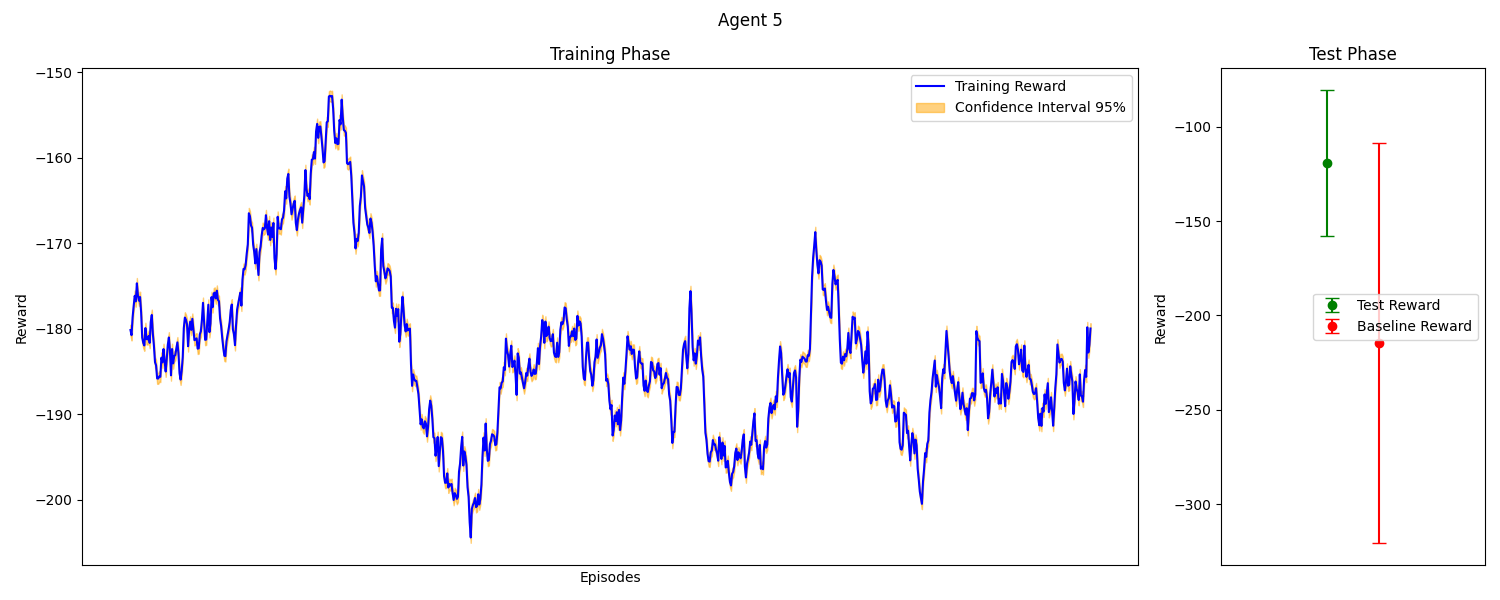 Agent 5
Training Phase
Reward
−150
−160
−170
−180
−190
−200
Training Reward
Confidence Interval 95%
Episodes
Test Phase
Reward
−100
−150
−200
−250
−300
Test Reward
Baseline Reward